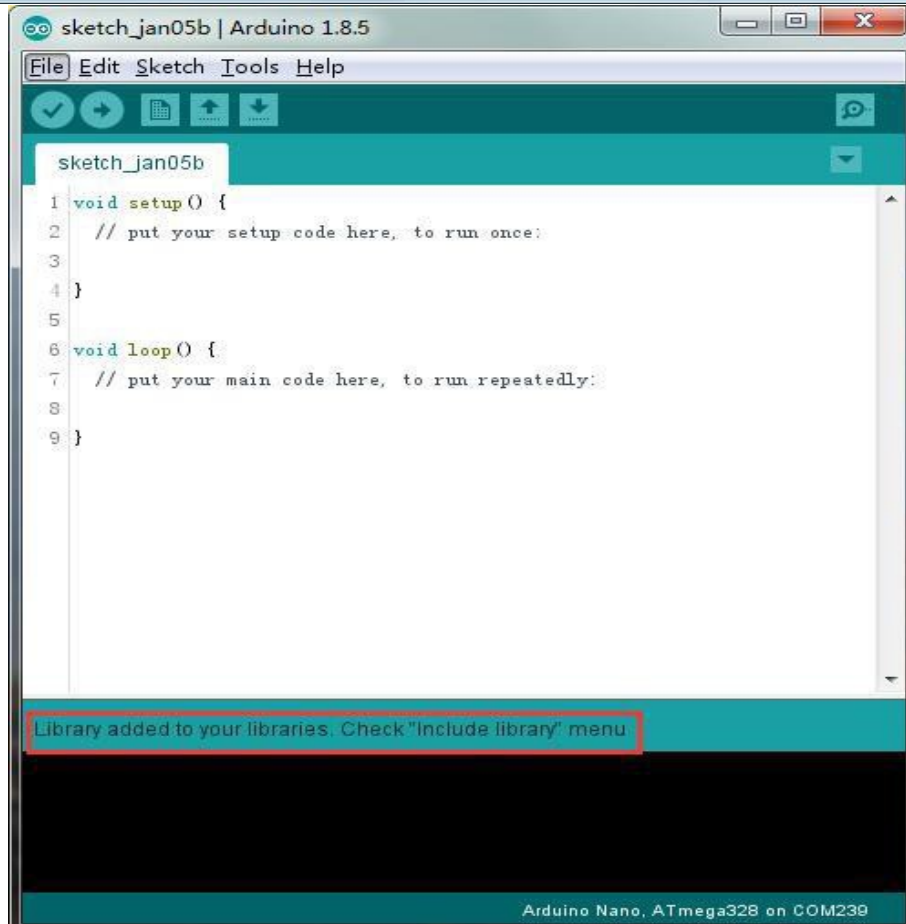 sketch_jan05b | Arduino 1.8.5
File Edit Sketch Tools Help
sketch_jan05b
1 void setup() {
2 // put your setup code here, to run once:
3
4 }
5
6 void loop() {
7 // put your main code here, to run repeatedly:
8
9 }
Library added to your libraries. Check "Include library" menu
Arduino Nano, ATmega328 on COM239